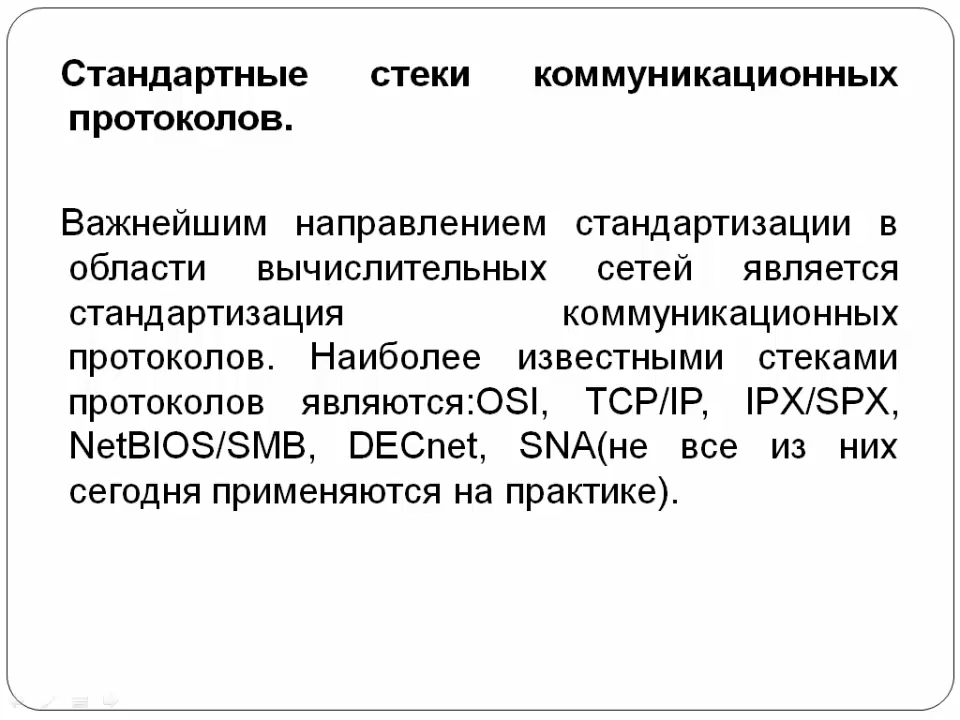 Стандартные стеки коммуникационных
протоколов.
Важнейшим направлением стандартизации в
области вычислительных сетей является
стандартизация коммуникационных
протоколов. Наиболее известными стеками
протоколов являются:OSI, TCP/IP, IPX/SPX,
NetBIOS/SMB, DECnet, SNA(не все из них
сегодня применяются на практике).